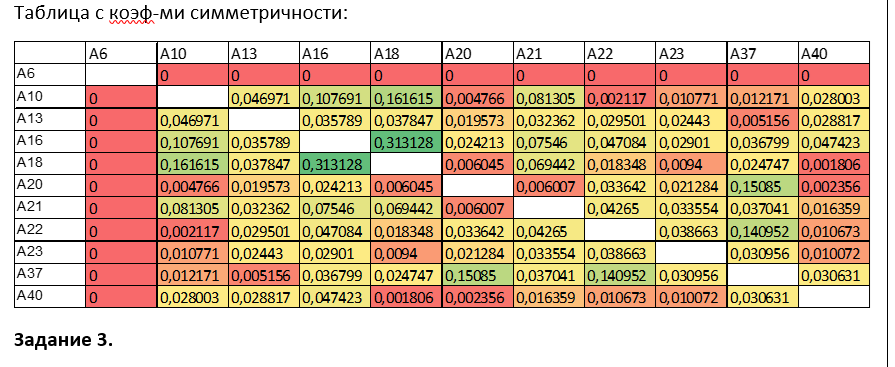 Таблица с коэф-ми симметричности:
A6 A10 A13 A16 A18 A20 A21 A22 A23 A37 A40
A6 0 0 0 0 0 0 0 0 0 0
A10 0 0,046971 0,107691 0,161615 0,004766 0,081305 0,002117 0,010771 0,012171 0,028003
A13 0 0,046971 0,035789 0,037847 0,019573 0,032362 0,029501 0,02443 0,005156 0,028817
A16 0 0,107691 0,035789 0,313128 0,024213 0,07546 0,047084 0,02901 0,036799 0,047423
A18 0 0,161615 0,037847 0,313128 0,006045 0,069442 0,018348 0,0094 0,024747 0,001806
A20 0 0,004766 0,019573 0,024213 0,006045 0,006007 0,033642 0,021284 0,15085 0,002356
A21 0 0,081305 0,032362 0,07546 0,069442 0,006007 0,04265 0,033554 0,037041 0,016359
A22 0 0,002117 0,029501 0,047084 0,018348 0,033642 0,04265 0,038663 0,140952 0,010673
A23 0 0,010771 0,02443 0,02901 0,0094 0,021284 0,033554 0,038663 0,030956 0,010072
A37 0 0,012171 0,005156 0,036799 0,024747 0,15085 0,037041 0,140952 0,030956 0,030631
A40 0 0,028003 0,028817 0,047423 0,001806 0,002356 0,016359 0,010673 0,010072 0,030631
Задание 3.